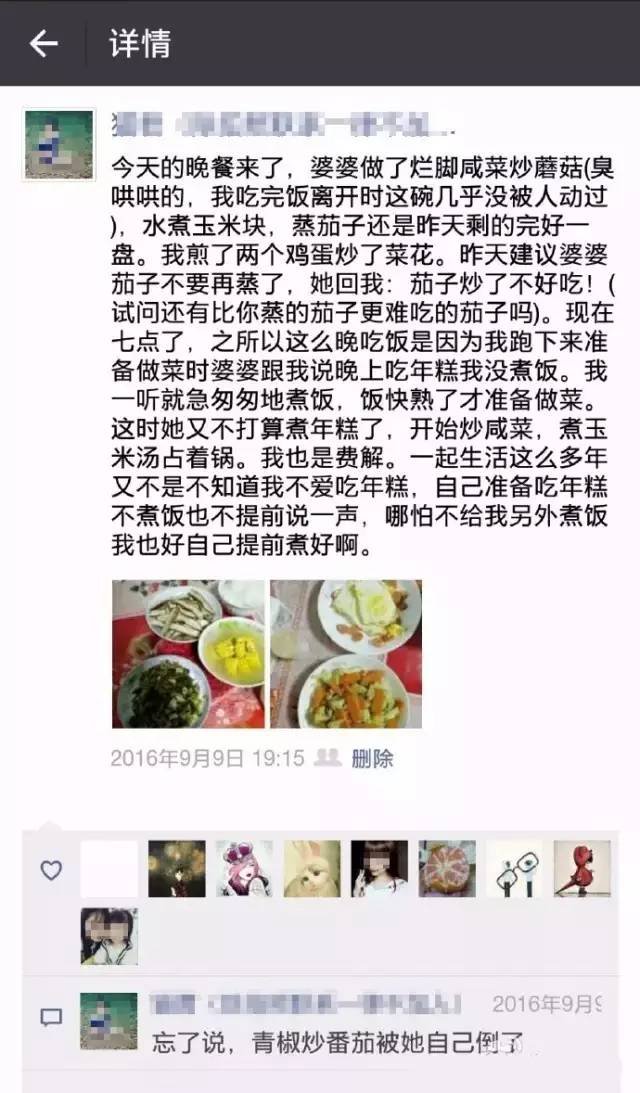 详情
今天的晚餐来了，婆婆做了烂脚咸菜炒蘑菇(臭
哄哄的，我吃完饭离开时这碗几乎没被人动过
)，水煮玉米块，蒸茄子还是昨天剩的完好一
盘。我煎了两个鸡蛋炒了菜花。昨天建议婆婆
茄子不要再蒸了，她回我：茄子炒了不好吃！(
试问还有比你蒸的茄子更难吃的茄子吗)。现在
七点了，之所以这么晚吃饭是因为我跑下来准
备做菜时婆婆跟我说晚上吃年糕我没煮饭。我
一听就急匆匆地煮饭，饭快熟了才准备做菜。
这时她又不打算煮年糕了，开始炒咸菜，煮玉
米汤占着锅。我也是费解。一起生活这么多年
又不是不知道我不爱吃年糕，自己准备吃年糕
不煮饭也不提前说一声，哪怕不给我另外煮饭
我也好自己提前煮好啊。
2016年9月9日 19:15 删除
2016年9月9
忘了说，青椒炒番茄被她自己倒了